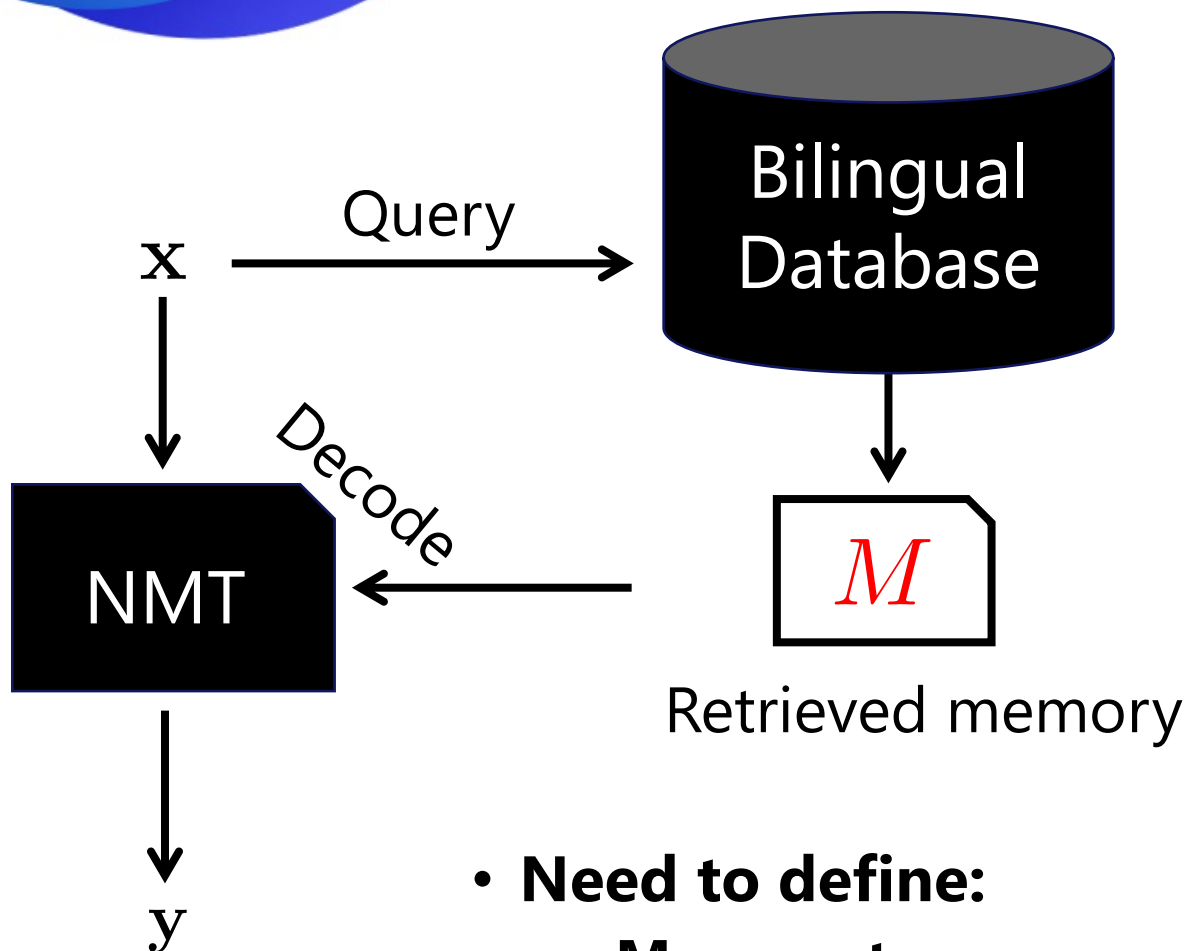 Bilingual
Database
Query
x
Decode
NMT
M
Retrieved memory
• Need to define:
y